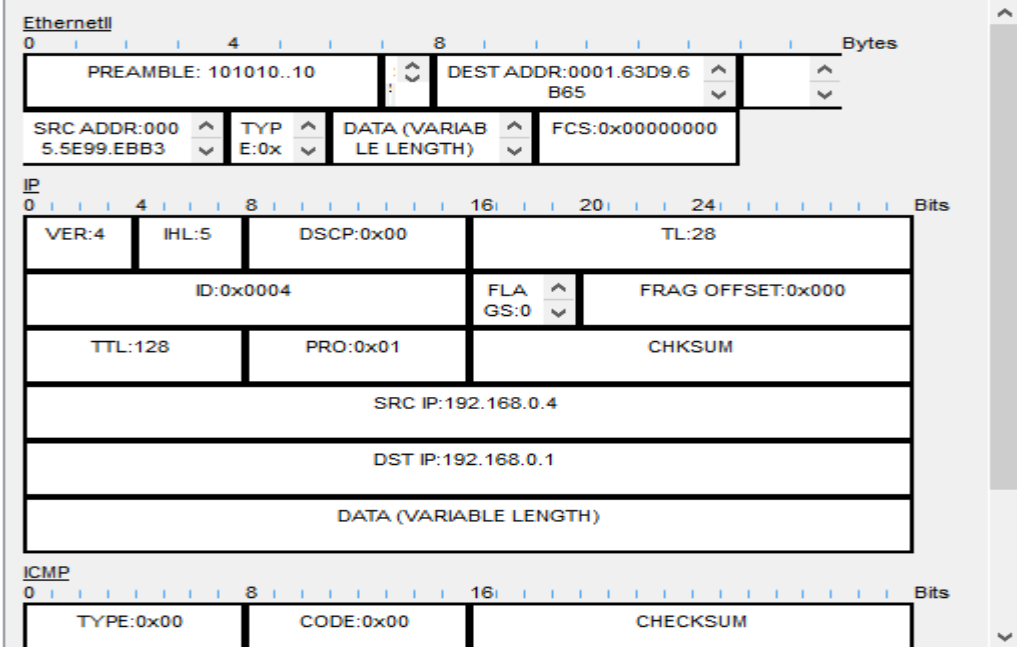 EthernetII
0 4 8 Bytes
PREAMBLE: 101010..10 DEST ADDR:0001.63D9.6
B65
SRC ADDR:000 TYP DATA (VARIAB FCS:0x00000000
5.5E99.EBB3 E:0x LE LENGTH)
IP
0 4 8 16 20 24 Bits
VER:4 IHL:5 DSCP:0x00 TL:28
ID:0x0004 FLA FRAG OFFSET:0x000
GS:0
TTL:128 PRO:0x01 CHKSUM
SRC IP:192.168.0.4
DST IP:192.168.0.1
DATA (VARIABLE LENGTH)
ICMP
0 8 16 Bits
TYPE:0x00 CODE:0x00 CHECKSUM